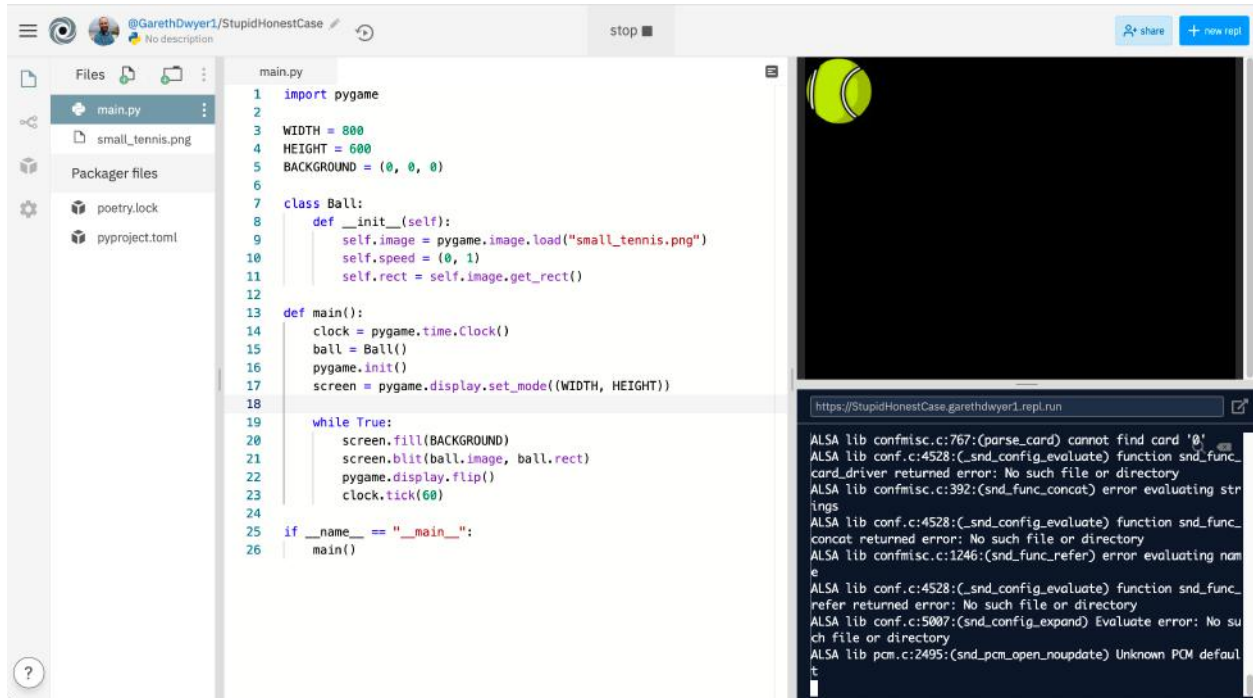 @GarethDwyer1/StupidHonestCase
No description
stop
share
+ new repl
Files
main.py
small_tennis.png
Packager files
poetry.lock
pyproject.toml
main.py
1 import pygame
2
3 WIDTH = 800
4 HEIGHT = 600
5 BACKGROUND = (0, 0, 0)
6
7 class Ball:
8     def __init__(self):
9         self.image = pygame.image.load("small_tennis.png")
10         self.speed = (0, 1)
11         self.rect = self.image.get_rect()
12
13 def main():
14     clock = pygame.time.Clock()
15     ball = Ball()
16     pygame.init()
17     screen = pygame.display.set_mode((WIDTH, HEIGHT))
18
19     while True:
20         screen.fill(BACKGROUND)
21         screen.blit(ball.image, ball.rect)
22         pygame.display.flip()
23         clock.tick(60)
24
25 if __name__ == "__main__":
26     main()
?
https://StupidHonestCase.garethdwyer1.repl.run
ALSA lib confmisc.c:767:(parse_card) cannot find card '0'
ALSA lib conf.c:4528:(_snd_config_evaluate) function snd_func_
card_driver returned error: No such file or directory
ALSA lib confmisc.c:392:(snd_func_concat) error evaluating str
ings
ALSA lib conf.c:4528:(_snd_config_evaluate) function snd_func_
concat returned error: No such file or directory
ALSA lib confmisc.c:1246:(snd_func_refer) error evaluating nam
e
ALSA lib conf.c:4528:(_snd_config_evaluate) function snd_func_
refer returned error: No such file or directory
ALSA lib conf.c:5007:(snd_config_expand) Evaluate error: No su
ch file or directory
ALSA lib pcm.c:2495:(snd_pcm_open_noupdate) Unknown PCM defaul
t